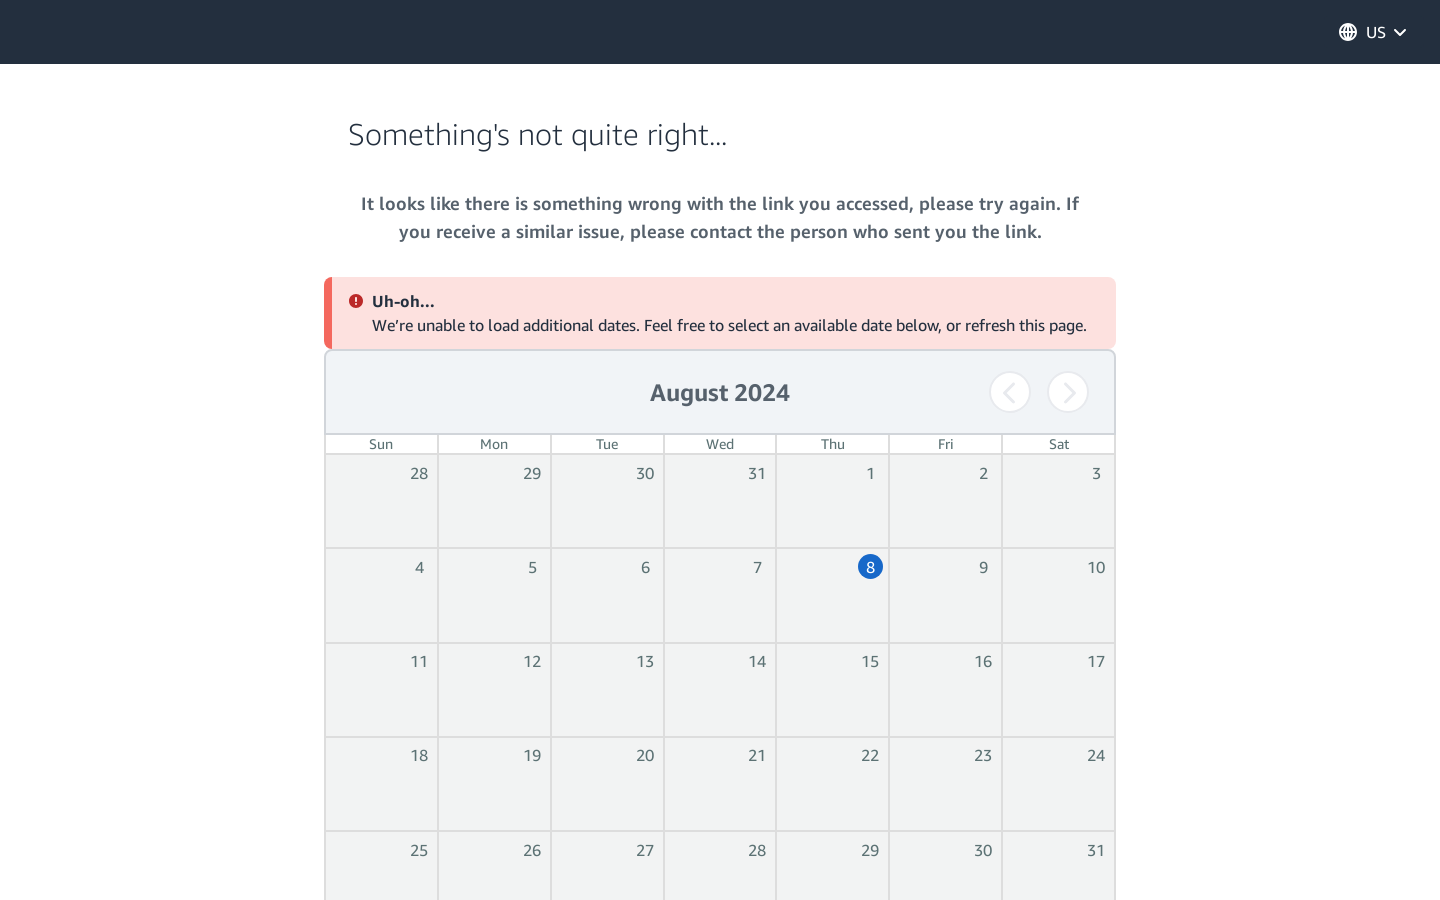 US
Something's not quite right...
It looks like there is something wrong with the link you accessed, please try again. If
you receive a similar issue, please contact the person who sent you the link.
Uh-oh...
We’re unable to load additional dates. Feel free to select an available date below, or refresh this page.
August 2024
Sun Mon Tue Wed Thu Fri Sat
28 29 30 31 1 2 3
4 5 6 7 8 9 10
11 12 13 14 15 16 17
18 19 20 21 22 23 24
25 26 27 28 29 30 31